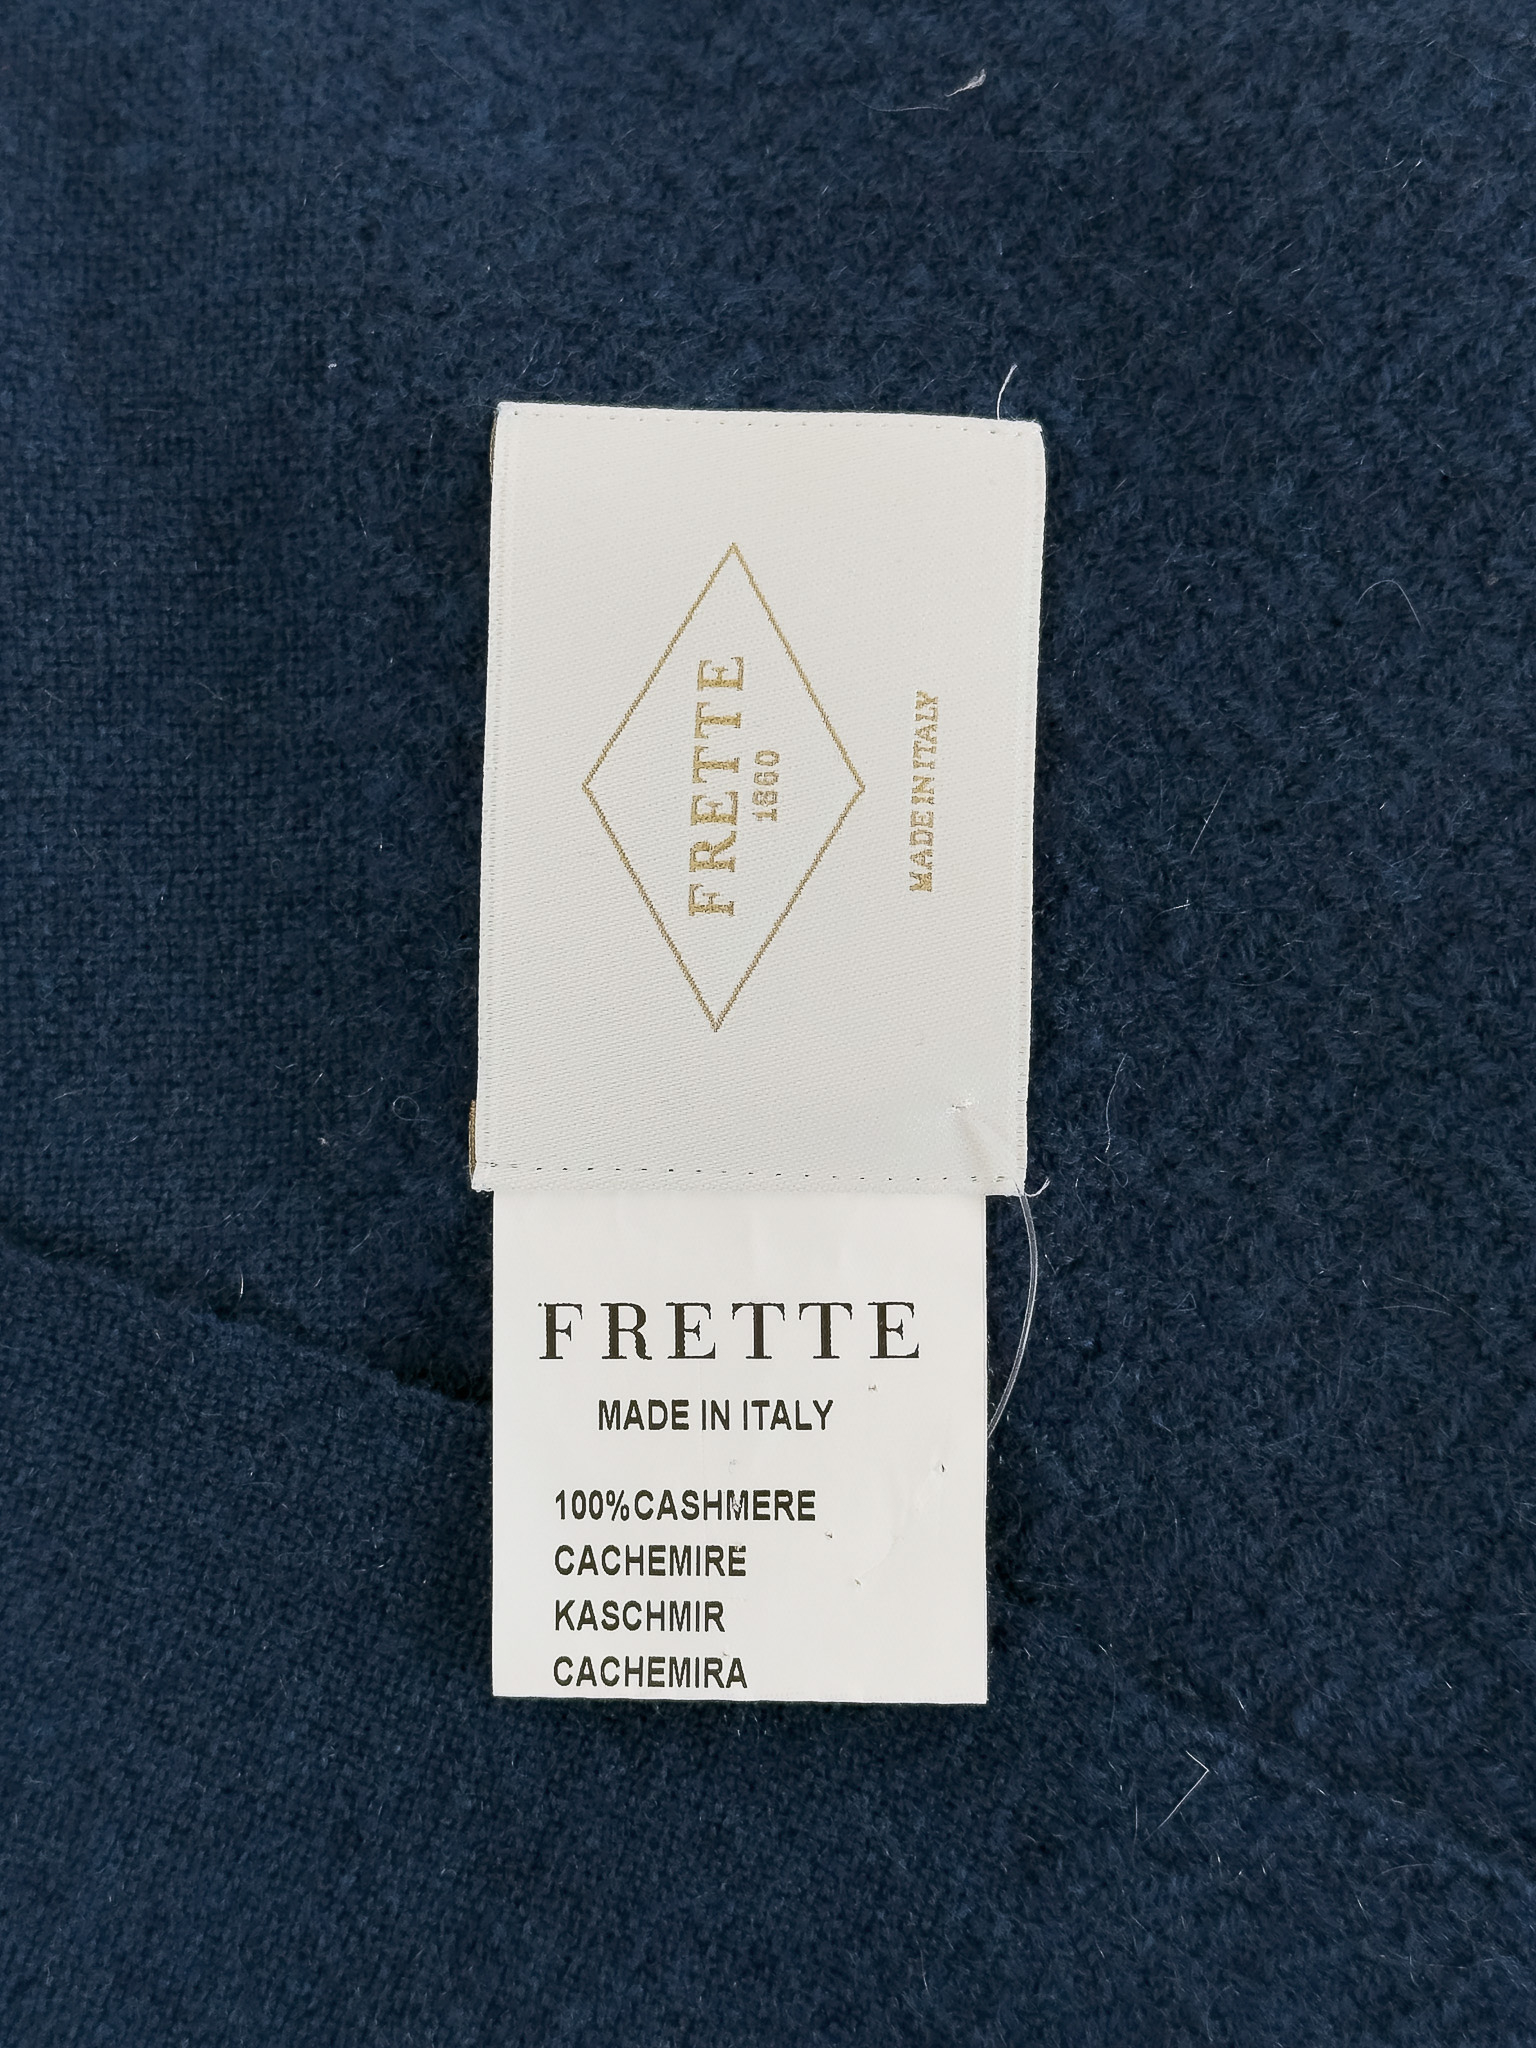 FRETTE
1860
MADE IN ITALY
FRETTE
MADE IN ITALY
100%CASHMERE
CACHEMIRE
KASCHMIR
CACHEMIRA